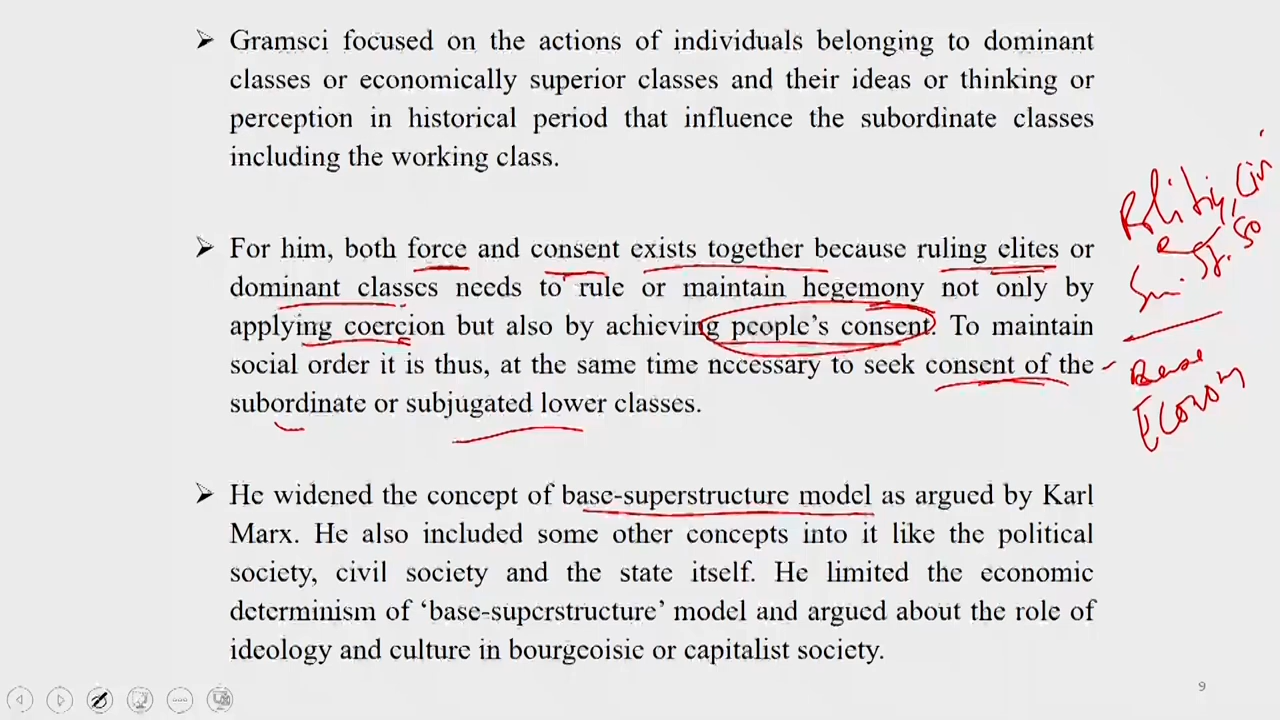 ➢ Gramsci focused on the actions of individuals belonging to dominant
classes or economically superior classes and their ideas or thinking or
perception in historical period that influence the subordinate classes
including the working class.
➢ For him, both force and consent exists together because ruling elites or
dominant classes needs to rule or maintain hegemony not only by
applying coercion but also by achieving people's consent. To maintain
social order it is thus, at the same time necessary to seek consent of the
subordinate or subjugated lower classes.
➢ He widened the concept of base-superstructure model as argued by Karl
Marx. He also included some other concepts into it like the political
society, civil society and the state itself. He limited the economic
determinism of ‘base-superstructure’ model and argued about the role of
ideology and culture in bourgeoisie or capitalist society.
Base
Economy
9